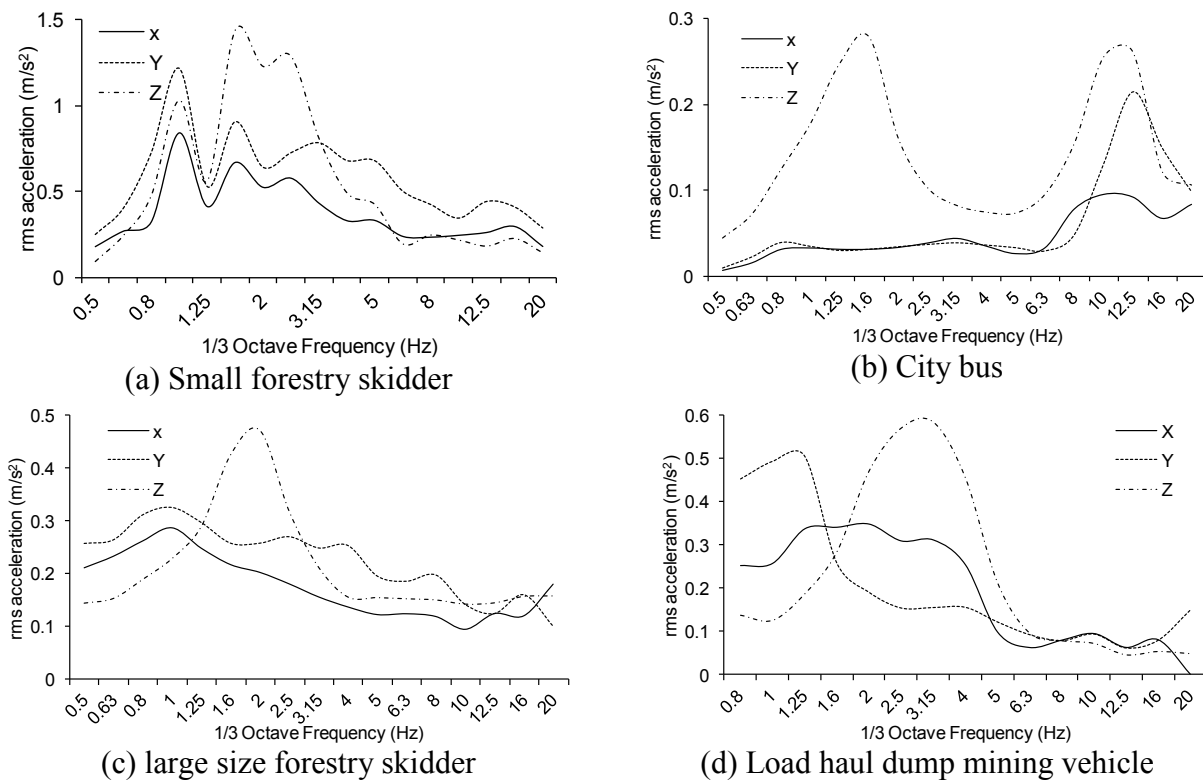 1.5
1
0.5
0
rms acceleration (m/s²)
x
Y
Z
0.5 0.8 1.25 2 3.15 5 8 12.5 20
1/3 Octave Frequency (Hz)
(a) Small forestry skidder
0.3
0.2
0.1
0
rms acceleration (m/s²)
x
Y
Z
0.5 0.63 0.8 1 1.25 1.6 2 2.5 3.15 4 5 6.3 8 10 12.5 16 20
1/3 Octave Frequency (Hz)
(b) City bus
0.5
0.4
0.3
0.2
0.1
0
rms acceleration (m/s²)
x
Y
Z
0.5 0.63 0.8 1 1.25 1.6 2 2.5 3.15 4 5 6.3 8 10 12.5 16 20
1/3 Octave Frequency (Hz)
(c) large size forestry skidder
0.6
0.5
0.4
0.3
0.2
0.1
0
rms acceleration (m/s²)
X
Y
Z
0.8 1 1.25 1.6 2 2.5 3.15 4 5 6.3 8 10 12.5 16 20
1/3 Octave Frequency (Hz)
(d) Load haul dump mining vehicle